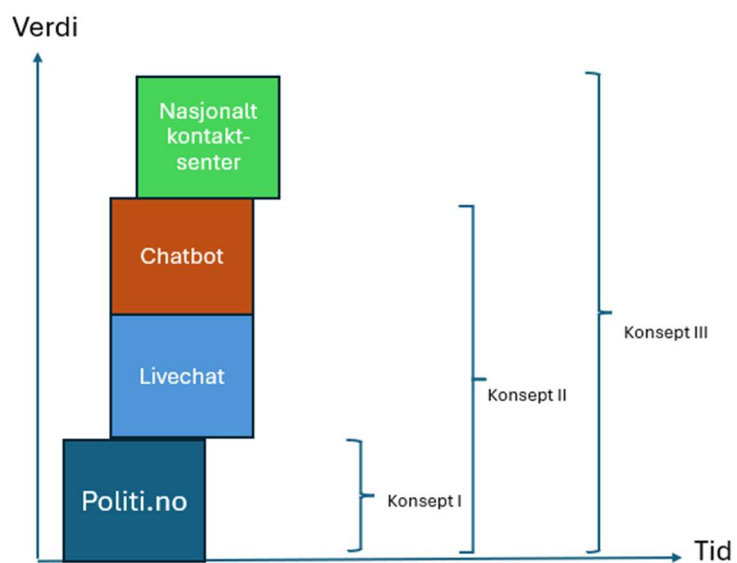 Verdi
Nasjonalt
kontakt-
senter
Chatbot
Livechat
Politi.no
Konsept III
Konsept II
Konsept I
Tid